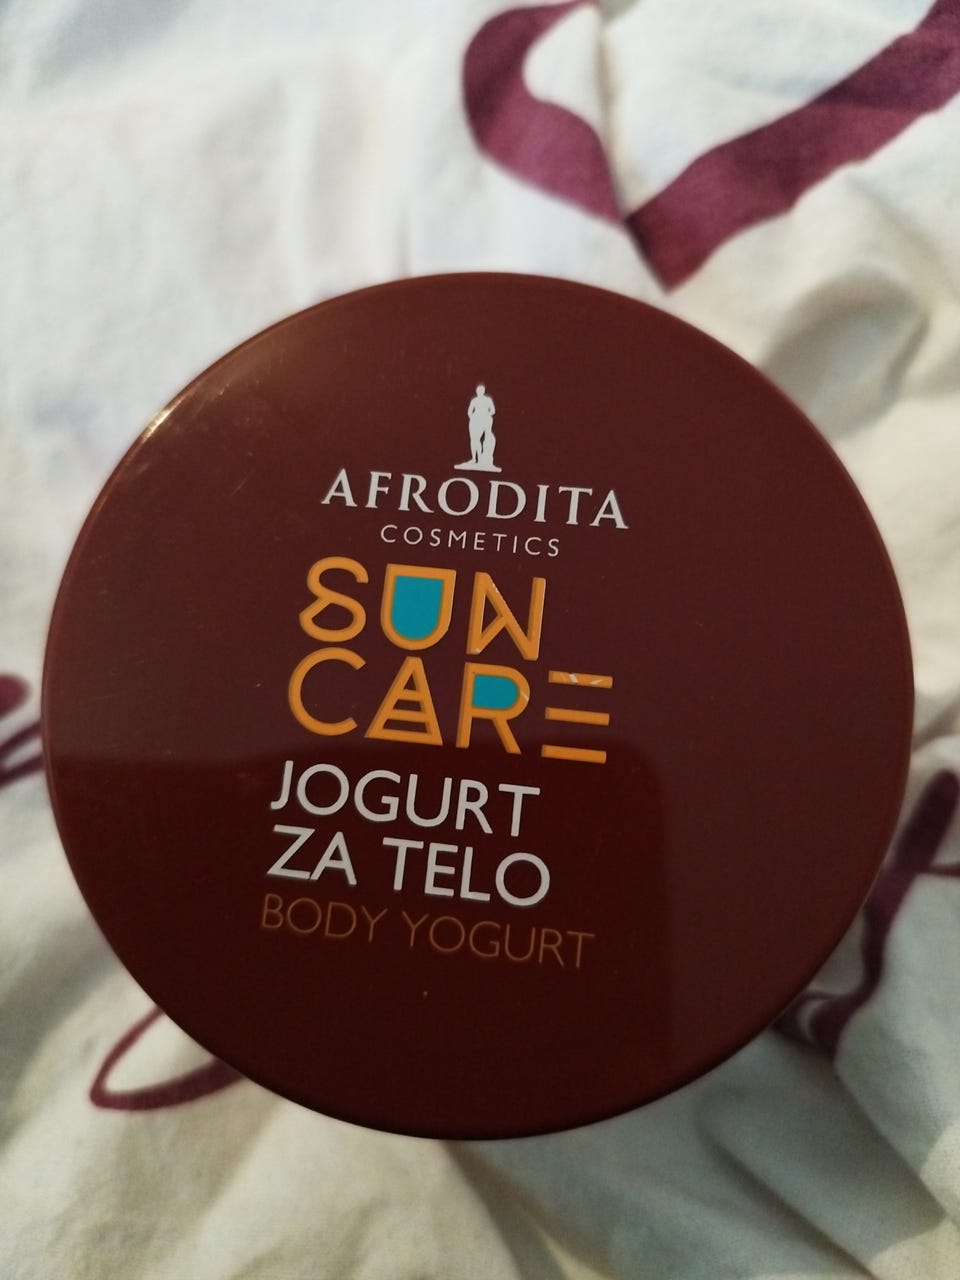 AFRODITA
COSMETICS
SUN
CARE
JOGURT
ZA TELO
BODY YOGURT